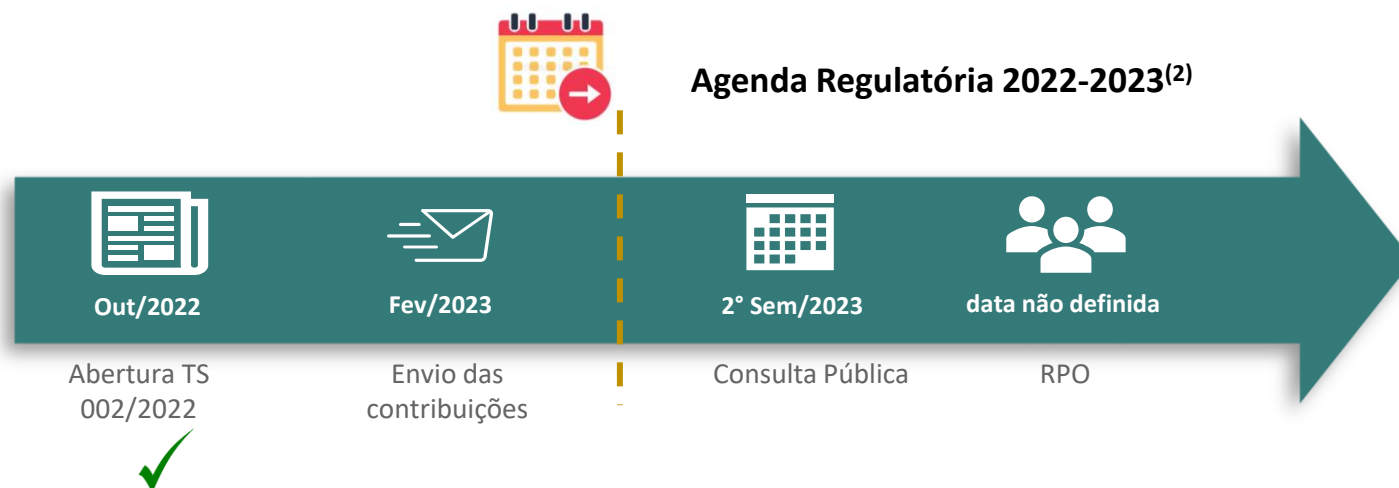 Agenda Regulatória 2022-2023(2)
Out/2022
Fev/2023
2° Sem/2023
data não definida
Abertura TS
002/2022
Envio das
contribuições
Consulta Pública
RPO